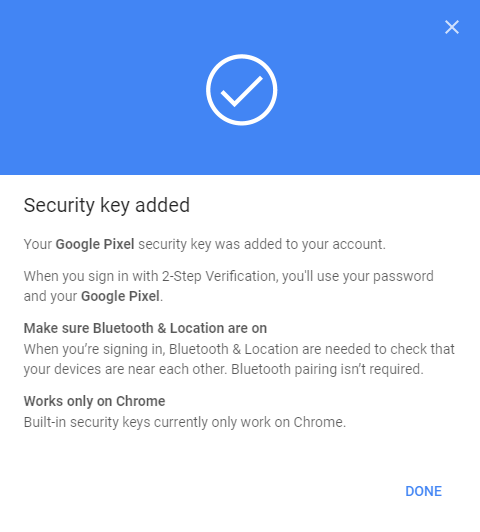 Security key added
Your Google Pixel security key was added to your account.
When you sign in with 2-Step Verification, you'll use your password
and your Google Pixel.
Make sure Bluetooth & Location are on
When you’re signing in, Bluetooth & Location are needed to check that
your devices are near each other. Bluetooth pairing isn’t required.
Works only on Chrome
Built-in security keys currently only work on Chrome.
DONE